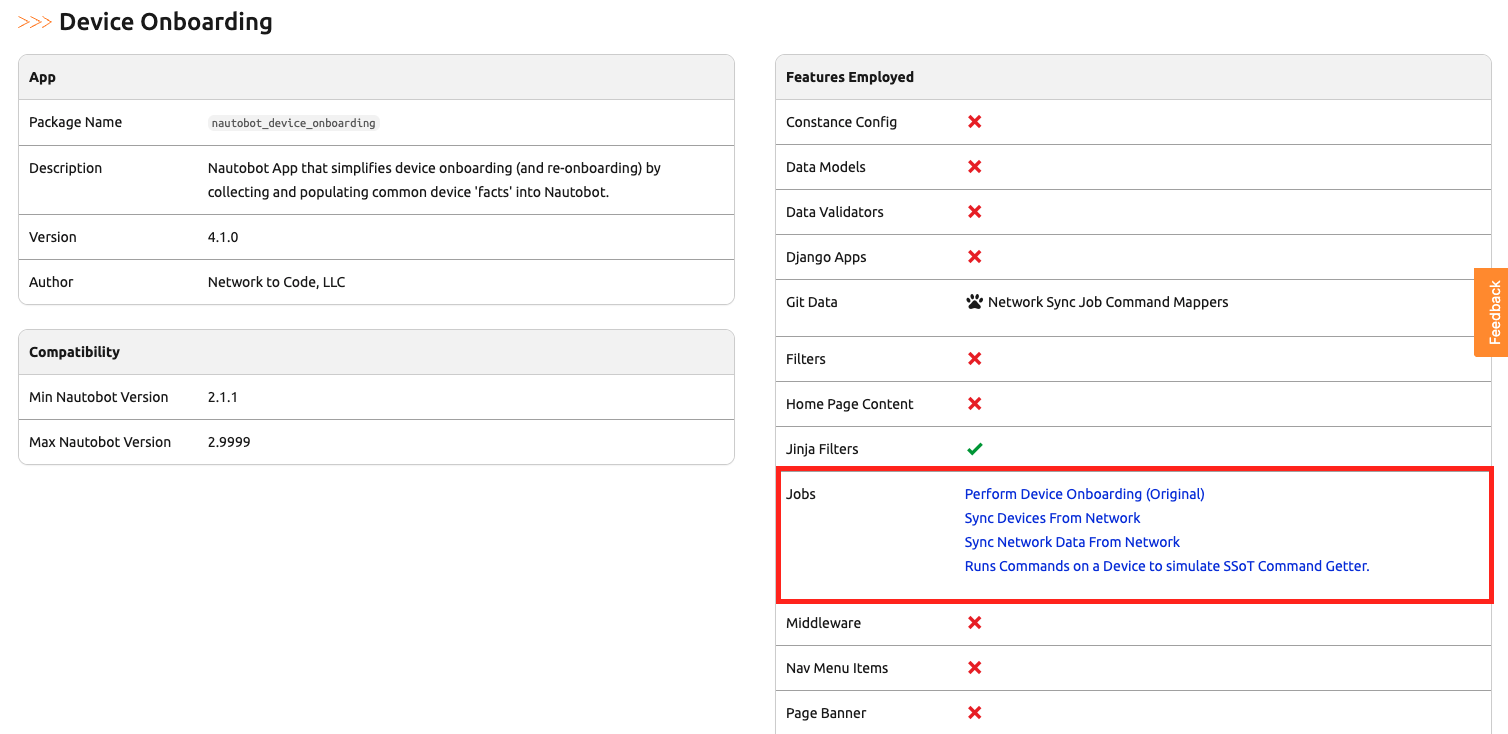 >>> Device Onboarding
App
Package Name nautobot_device_onboarding
Description Nautobot App that simplifies device onboarding (and re-onboarding) by
collecting and populating common device 'facts' into Nautobot.
Version 4.1.0
Author Network to Code, LLC
Compatibility
Min Nautobot Version 2.1.1
Max Nautobot Version 2.9999
Features Employed
Constance Config
Data Models
Data Validators
Django Apps
Git Data Network Sync Job Command Mappers
Filters
Home Page Content
Jinja Filters
Jobs Perform Device Onboarding (Original)
Sync Devices From Network
Sync Network Data From Network
Runs Commands on a Device to simulate SSoT Command Getter.
Middleware
Nav Menu Items
Page Banner
Feedback